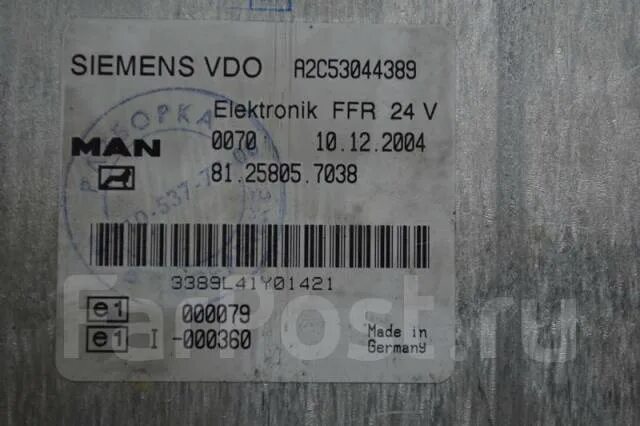 SIEMENS VDO A2C53044389
Elektronik FFR 24 V
MAN 0070 10.12.2004
81.25805.7038
3389L41Y01421
e1 000079
e1 I -000360
Made in
Germany
FarPost.ru